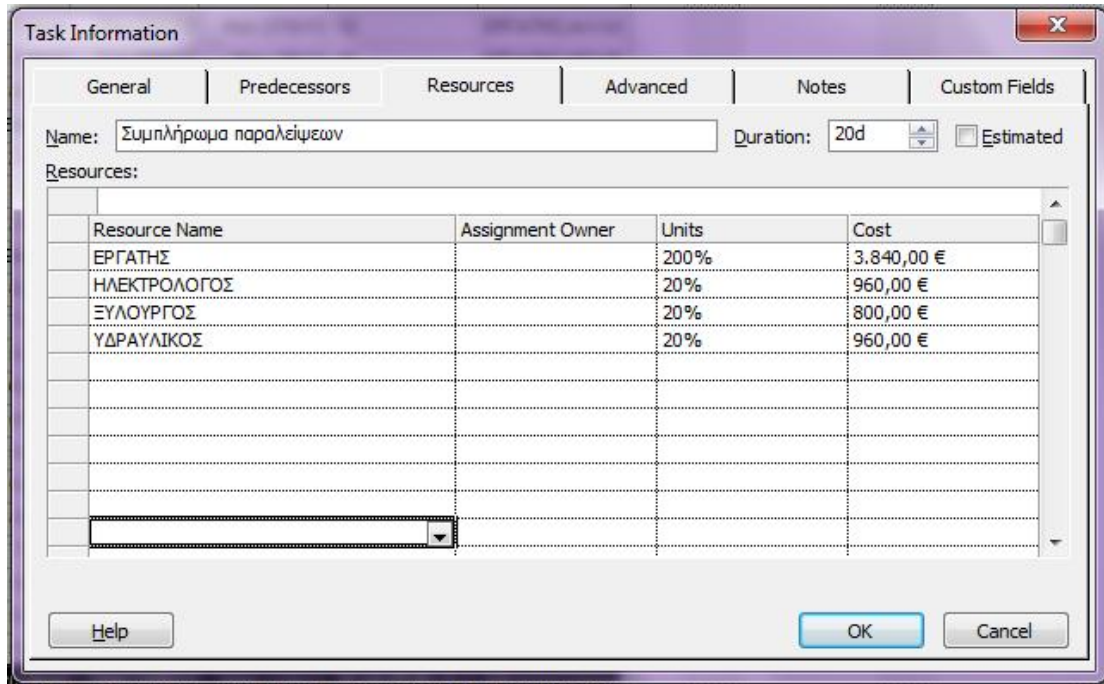 Task Information
General Predecessors Resources Advanced Notes Custom Fields
Name: Συμπλήρωμα παραλείψεων Duration: 20d Estimated
Resources:
Resource Name Assignment Owner Units Cost
ΕΡΓΑΤΗΣ 200% 3.840,00 €
ΗΛΕΚΤΡΟΛΟΓΟΣ 20% 960,00 €
ΞΥΛΟΥΡΓΟΣ 20% 800,00 €
ΥΔΡΑΥΛΙΚΟΣ 20% 960,00 €
Help OK Cancel